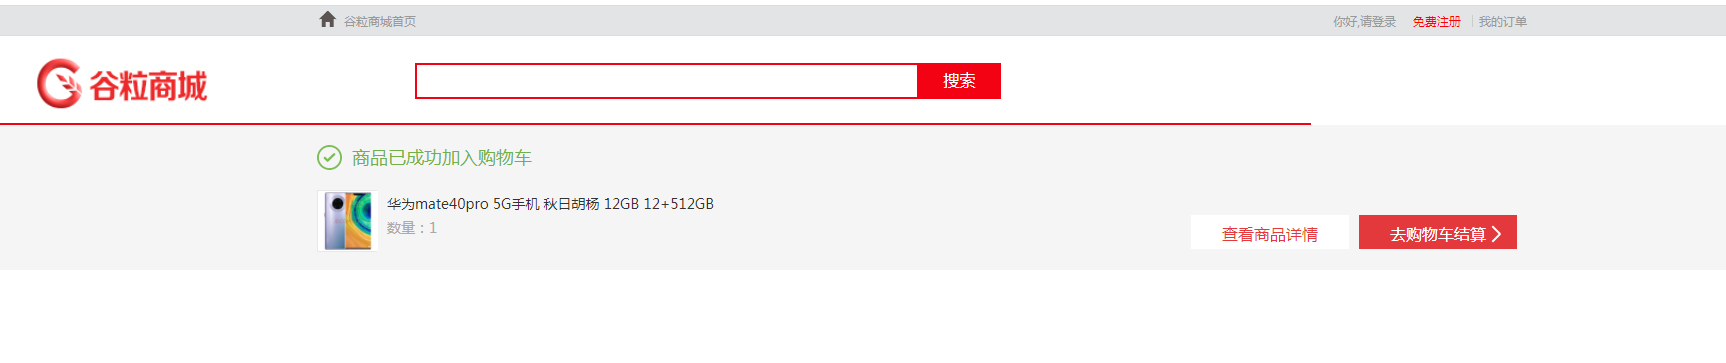 谷粒商城首页
你好,请登录 免费注册 我的订单
谷粒商城
搜索
商品已成功加入购物车
华为mate40pro 5G手机 秋日胡杨 12GB 12+512GB
数量：1
查看商品详情 去购物车结算